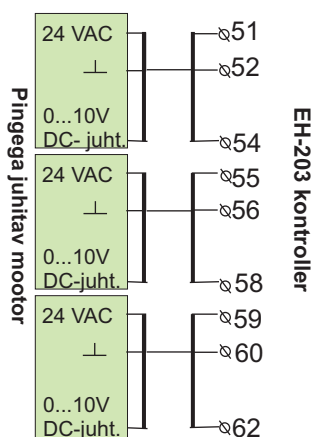 24 VAC
⊥
0...10V
DC- juht.
51
52
54
24 VAC
⊥
0...10V
DC-juht.
55
56
58
24 VAC
⊥
0...10V
DC-juht.
59
60
62
Pingega juhitav mootor
EH-203 kontroller